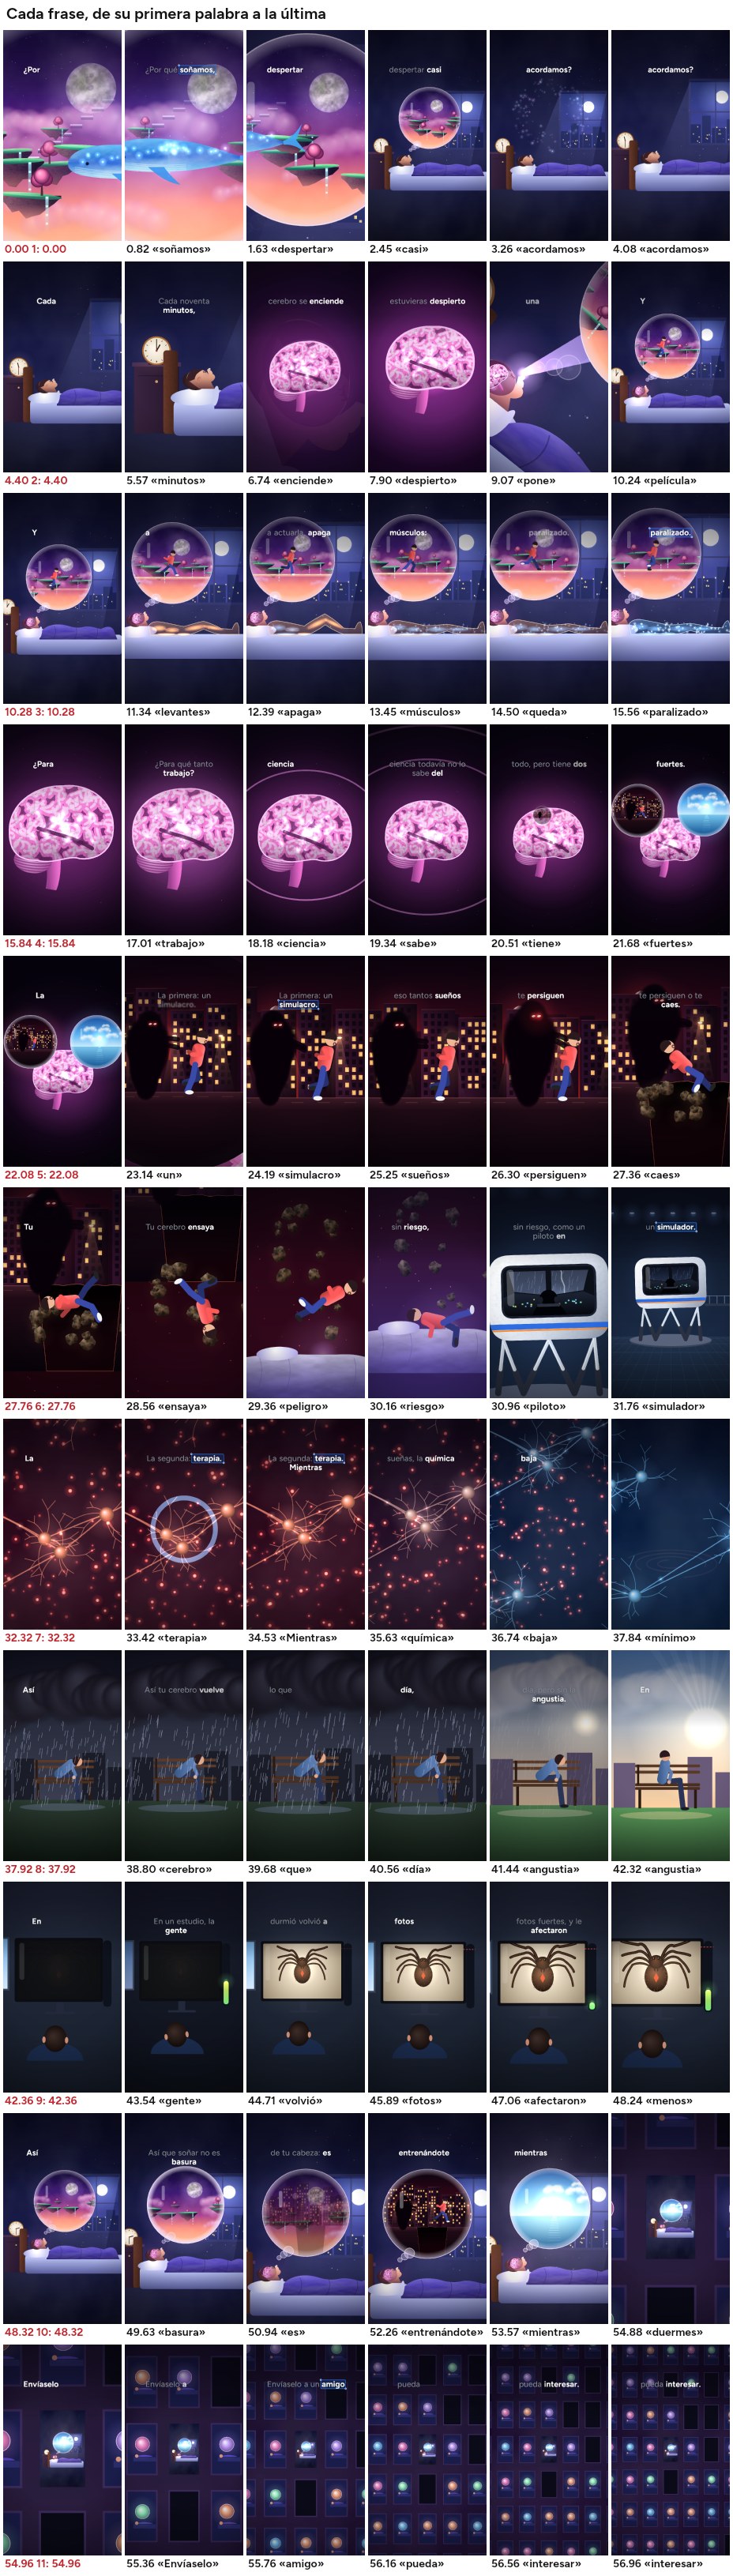 Cada frase, de su primera palabra a la última
¿Por
¿Por qué soñamos,
despertar
despertar casi
acordamos?
acordamos?
0.00 1: 0.00
0.82 «soñamos»
1.63 «despertar»
2.45 «casi»
3.26 «acordamos»
4.08 «acordamos»
Cada
Cada noventa
minutos,
cerebro se enciende
estuvieras despierto
una
Y
4.40 2: 4.40
5.57 «minutos»
6.74 «enciende»
7.90 «despierto»
9.07 «pone»
10.24 «película»
Y
a
a actuarla, apaga
músculos:
paralizado.
paralizado.
10.28 3: 10.28
11.34 «levantes»
12.39 «apaga»
13.45 «músculos»
14.50 «queda»
15.56 «paralizado»
¿Para
¿Para qué tanto
trabajo?
ciencia
ciencia todavía no lo
sabe del
todo, pero tiene dos
fuertes.
15.84 4: 15.84
17.01 «trabajo»
18.18 «ciencia»
19.34 «sabe»
20.51 «tiene»
21.68 «fuertes»
La
La primera: un
simulacro.
La primera: un
simulacro.
eso tantos sueños
te persiguen
te persiguen o te
caes.
22.08 5: 22.08
23.14 «un»
24.19 «simulacro»
25.25 «sueños»
26.30 «persiguen»
27.36 «caes»
Tu
Tu cerebro ensaya
sin riesgo,
sin riesgo, como un
piloto en
un simulador.
27.76 6: 27.76
28.56 «ensaya»
29.36 «peligro»
30.16 «riesgo»
30.96 «piloto»
31.76 «simulador»
La
La segunda: terapia.
La segunda: terapia.
Mientras
sueñas, la química
baja
32.32 7: 32.32
33.42 «terapia»
34.53 «Mientras»
35.63 «química»
36.74 «baja»
37.84 «mínimo»
Así
Así tu cerebro vuelve
lo que
día,
angustia.
En
37.92 8: 37.92
38.80 «cerebro»
39.68 «que»
40.56 «día»
41.44 «angustia»
42.32 «angustia»
En
En un estudio, la
gente
durmió volvió a
fotos
fotos fuertes, y le
afectaron
42.36 9: 42.36
43.54 «gente»
44.71 «volvió»
45.89 «fotos»
47.06 «afectaron»
48.24 «menos»
Así
Así que soñar no es
basura
de tu cabeza: es
entrenándote
mientras
48.32 10: 48.32
49.63 «basura»
50.94 «es»
52.26 «entrenándote»
53.57 «mientras»
54.88 «duermes»
Envíaselo
Envíaselo a
Envíaselo a un amigo
pueda
pueda interesar.
pueda interesar.
54.96 11: 54.96
55.36 «Envíaselo»
55.76 «amigo»
56.16 «pueda»
56.56 «interesar»
56.96 «interesar»